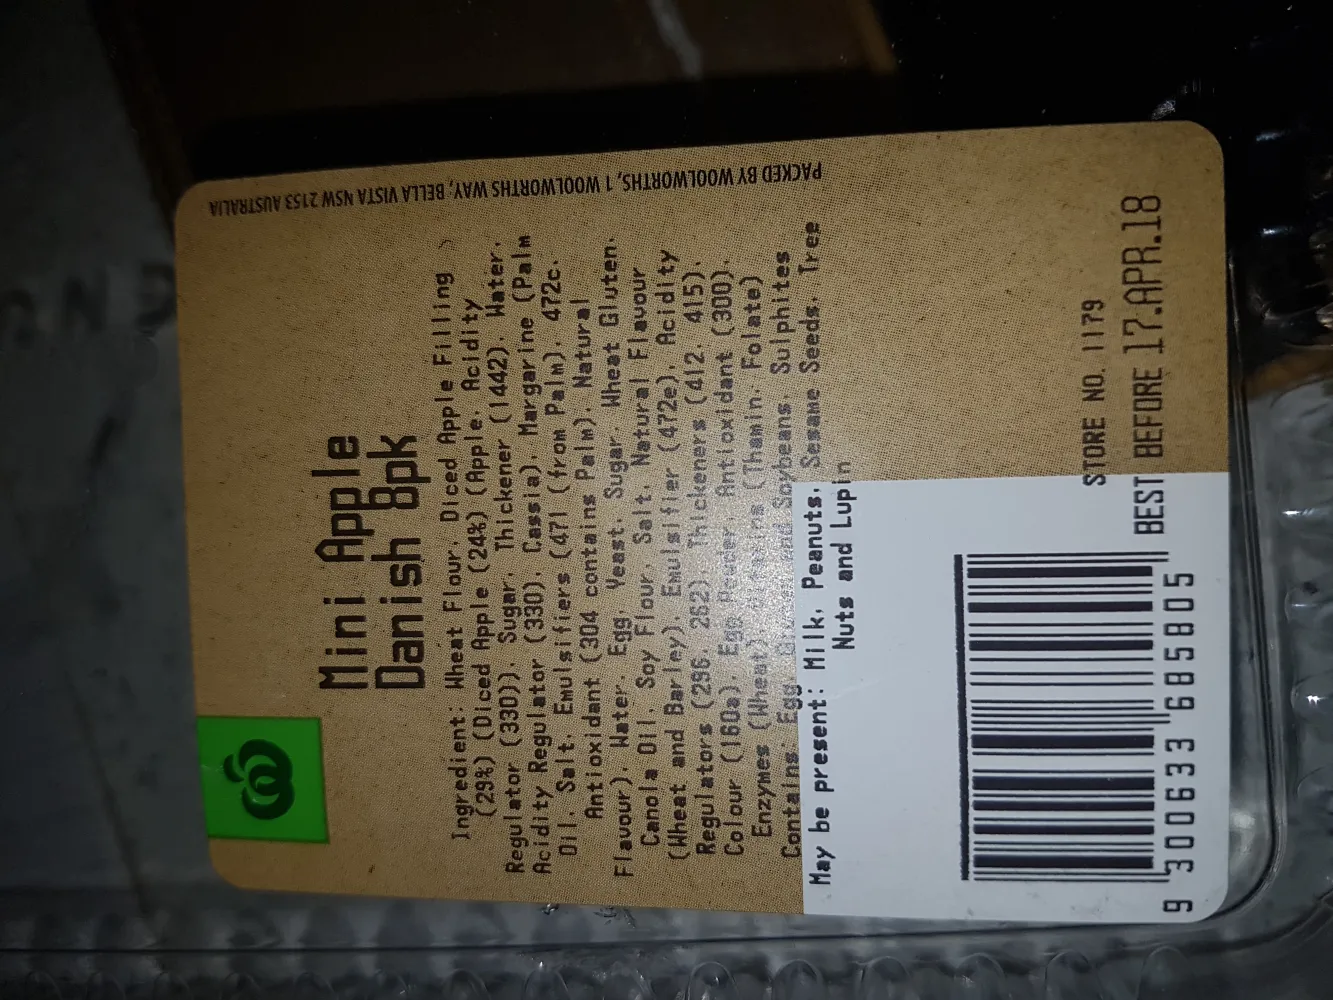 Mini Apple
Danish 8pk
Ingredient: Wheat Flour, Diced Apple Filling
(29%) (Diced Apple (24%) (Apple, Acidity
Regulator (330)), Sugar, Thickener (1442), Water,
Acidity Regulator (330), Cassia), Margarine (Palm
Oil, Salt, Emulsifiers (471 (from Palm), 472c,
Antioxidant (304 contains Palm), Natural
Flavour), Water, Egg, Yeast, Sugar, Wheat Gluten,
Canola Oil, Soy Flour, Salt, Natural Flavour
(Wheat and Barley), Emulsifier (472e), Acidity
Regulators (296, 262), Thickeners (412, 415),
Colour (160a), Egg Powder, Antioxidant (300),
Enzymes (Wheat), Vitamins (Thamin, Folate)
Contains: Egg, Soybeans, Sulphites
May be present: Milk, Peanuts, Sesame Seeds, Tree
Nuts and Lupin
STORE NO. 1179
BEST BEFORE 17.APR.18
9 300633 685805
PACKED BY WOOLWORTHS, 1 WOOLWORTHS WAY, BELLA VISTA NSW 2153 AUSTRALIA